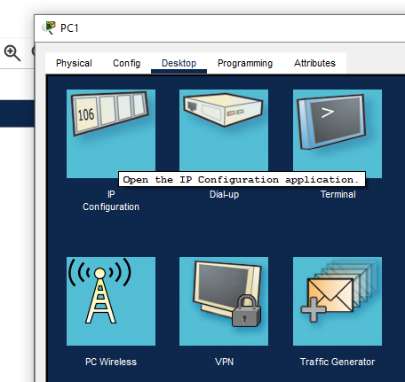 PC1
Physical Config Desktop Programming Attributes
106
>
Open the IP Configuration application.
IP
Configuration
Dial-up
Terminal
PC Wireless
VPN
Traffic Generator